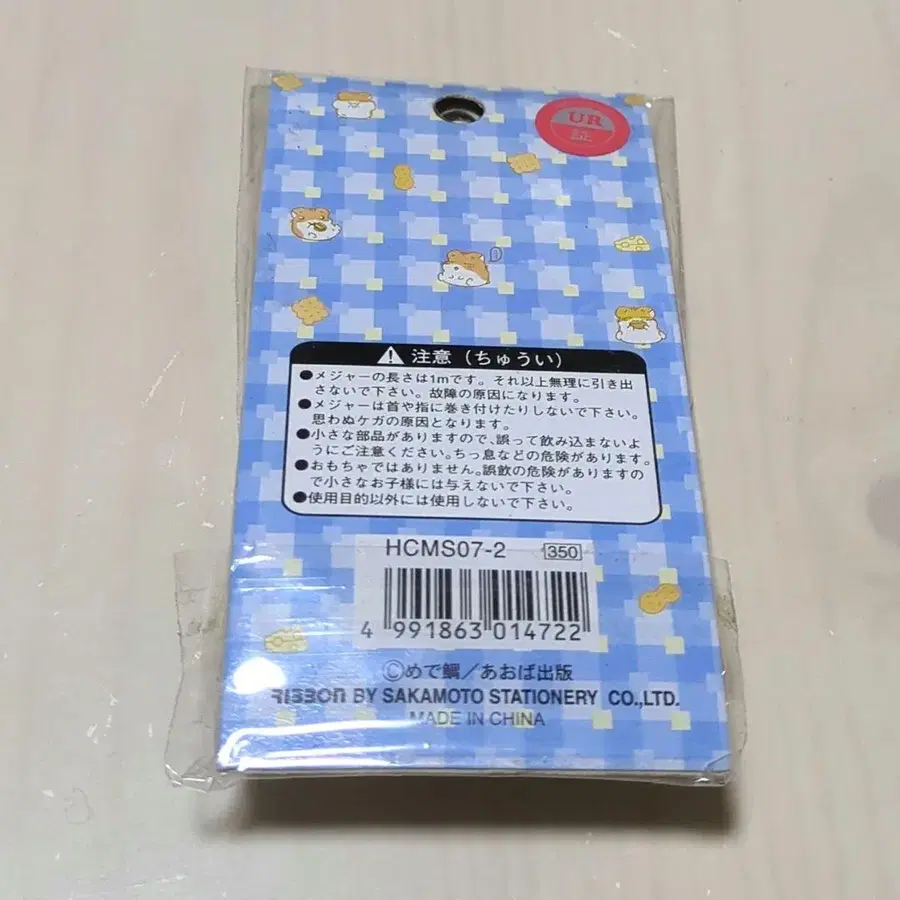 UR
証
注意（ちゅうい）
●メジャーの長さは1mです。それ以上無理に引き出
さないで下さい。故障の原因になります。
●メジャーは首や指に巻き付けたりしないで下さい。
思わぬケガの原因となります。
●小さな部品がありますので、誤って飲み込まないよ
うにご注意ください。ちっ息などの危険があります。
●おもちゃではありません。誤飲の危険がありますの
で小さなお子様には与えないで下さい。
●使用目的以外には使用しないで下さい。
HCMS07-2 350
4 991863 014722
©めで鯛／あおば出版
RIBBON BY SAKAMOTO STATIONERY CO.,LTD.
MADE IN CHINA